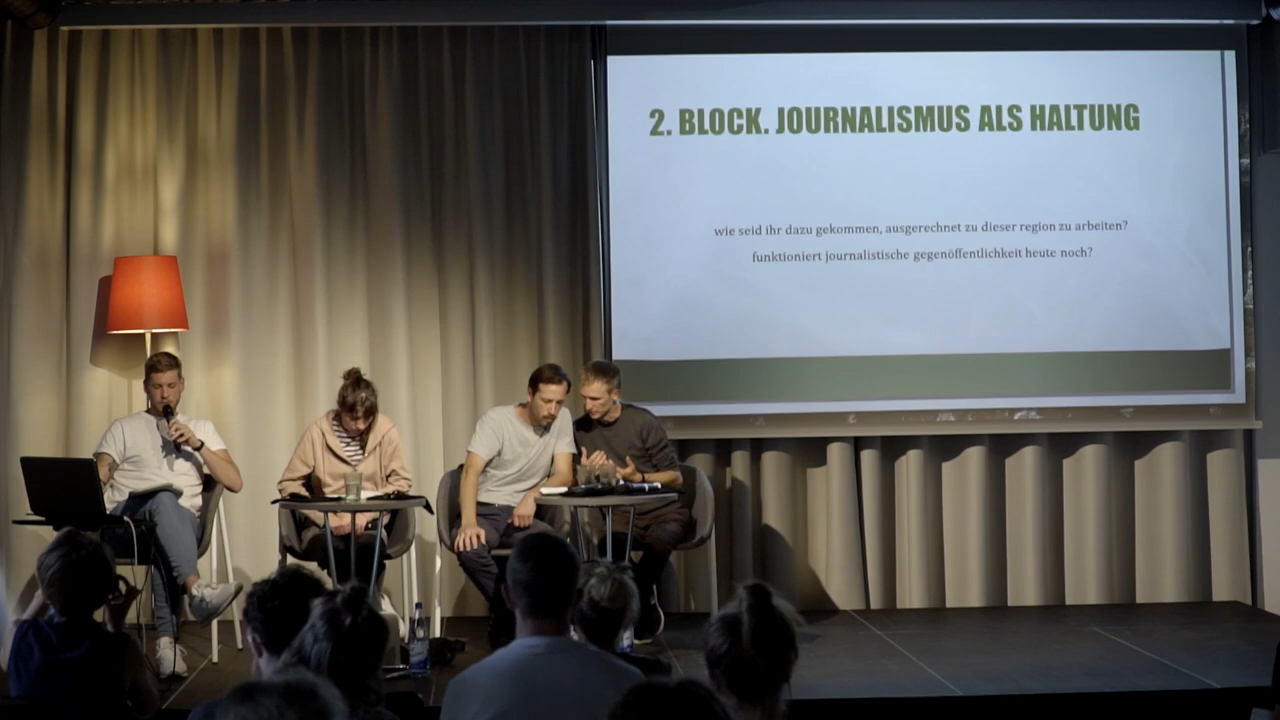 2. BLOCK. JOURNALISMUS ALS HALTUNG
wie seid ihr dazu gekommen, ausgerechnet zu dieser region zu arbeiten?
funktioniert journalistische gegenöffentlichkeit heute noch?